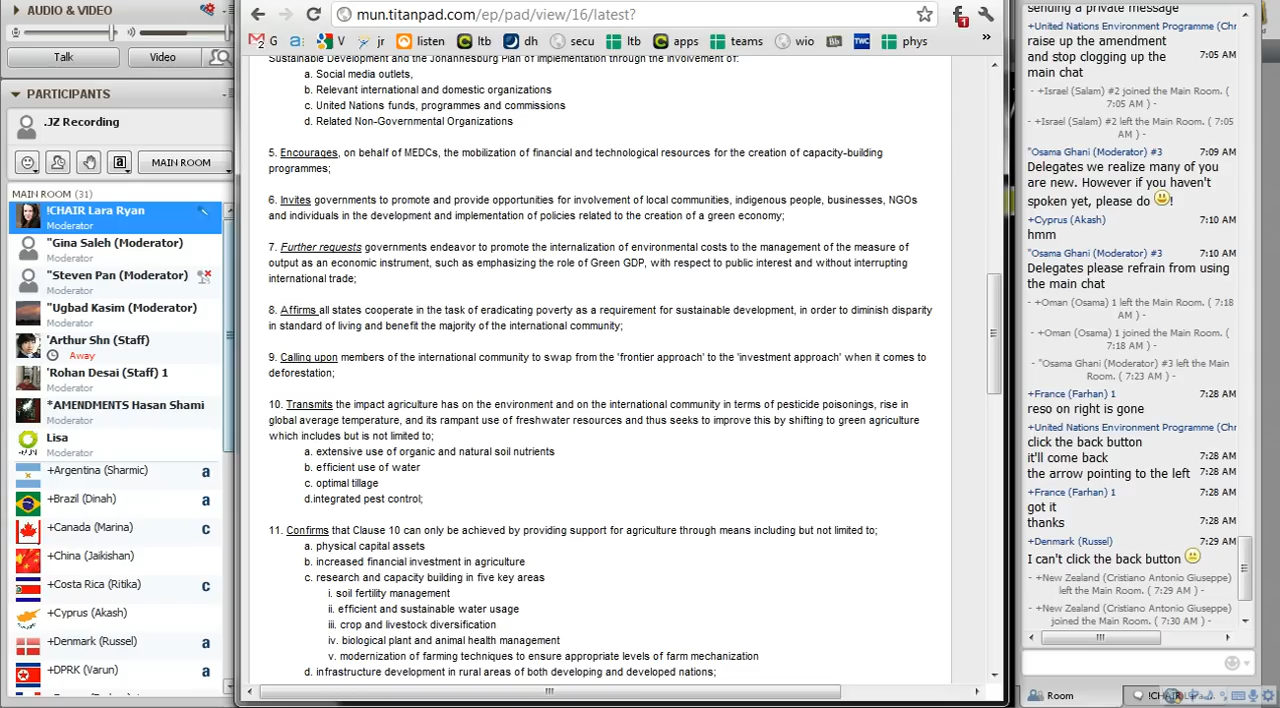 AUDIO & VIDEO
Talk
Video
PARTICIPANTS
.JZ Recording
MAIN ROOM
MAIN ROOM (31)
!CHAIR Lara Ryan
Moderator
"Gina Saleh (Moderator)
Moderator
"Steven Pan (Moderator)
Moderator
"Ugbad Kasim (Moderator)
Moderator
'Arthur Shn (Staff)
Away
'Rohan Desai (Staff) 1
Moderator
*AMENDMENTS Hasan Shami
Moderator
Lisa
Moderator
+Argentina (Sharmic) a
+Brazil (Dinah) a
+Canada (Marina) c
+China (Jaikishan)
+Costa Rica (Ritika) c
+Cyprus (Akash)
+Denmark (Russel) a
+DPRK (Varun) a
mun.titanpad.com/ep/pad/view/16/latest?
G V jr listen ltb dh secu ltb apps teams wio Bb TWC phys »
Sustainable Development and the Johannesburg Plan of Implementation through the involvement of:
a. Social media outlets,
b. Relevant international and domestic organizations
c. United Nations funds, programmes and commissions
d. Related Non-Governmental Organizations
5. Encourages, on behalf of MEDCs, the mobilization of financial and technological resources for the creation of capacity-building
programmes;
6. Invites governments to promote and provide opportunities for involvement of local communities, indigenous people, businesses, NGOs
and individuals in the development and implementation of policies related to the creation of a green economy;
7. Further requests governments endeavor to promote the internalization of environmental costs to the management of the measure of
output as an economic instrument, such as emphasizing the role of Green GDP, with respect to public interest and without interrupting
international trade;
8. Affirms all states cooperate in the task of eradicating poverty as a requirement for sustainable development, in order to diminish disparity
in standard of living and benefit the majority of the international community;
9. Calling upon members of the international community to swap from the 'frontier approach' to the 'investment approach' when it comes to
deforestation;
10. Transmits the impact agriculture has on the environment and on the international community in terms of pesticide poisonings, rise in
global average temperature, and its rampant use of freshwater resources and thus seeks to improve this by shifting to green agriculture
which includes but is not limited to;
a. extensive use of organic and natural soil nutrients
b. efficient use of water
c. optimal tillage
d.integrated pest control;
11. Confirms that Clause 10 can only be achieved by providing support for agriculture through means including but not limited to;
a. physical capital assets
b. increased financial investment in agriculture
c. research and capacity building in five key areas
i. soil fertility management
ii. efficient and sustainable water usage
iii. crop and livestock diversification
iv. biological plant and animal health management
v. modernization of farming techniques to ensure appropriate levels of farm mechanization
d. infrastructure development in rural areas of both developing and developed nations;
sending a private message
+United Nations Environment Programme (Chr
raise up the amendment 7:05 AM
and stop clogging up the
main chat
- +Israel (Salam) #2 joined the Main Room. (
7:05 AM ) -
- +Israel (Salam) #2 left the Main Room. ( 7:05
AM ) -
"Osama Ghani (Moderator) #3 7:09 AM
Delegates we realize many of you
are new. However if you haven't
spoken yet, please do !
+Cyprus (Akash) 7:10 AM
hmm
"Osama Ghani (Moderator) #3 7:10 AM
Delegates please refrain from using
the main chat
- +Oman (Osama) 1 left the Main Room. ( 7:18
AM ) -
- +Oman (Osama) 1 joined the Main Room. (
7:18 AM ) -
- "Osama Ghani (Moderator) #3 left the Main
Room. ( 7:23 AM ) -
+France (Farhan) 1 7:28 AM
reso on right is gone
+United Nations Environment Programme (Chr
click the back button 7:28 AM
it'll come back 7:28 AM
the arrow pointing to the left 7:28 AM
+France (Farhan) 1 7:28 AM
got it
thanks 7:28 AM
+Denmark (Russel) 7:29 AM
I can't click the back button
- +New Zealand (Cristiano Antonio Giuseppe)
left the Main Room. ( 7:29 AM ) -
- +New Zealand (Cristiano Antonio Giuseppe)
joined the Main Room. ( 7:30 AM ) -
Room